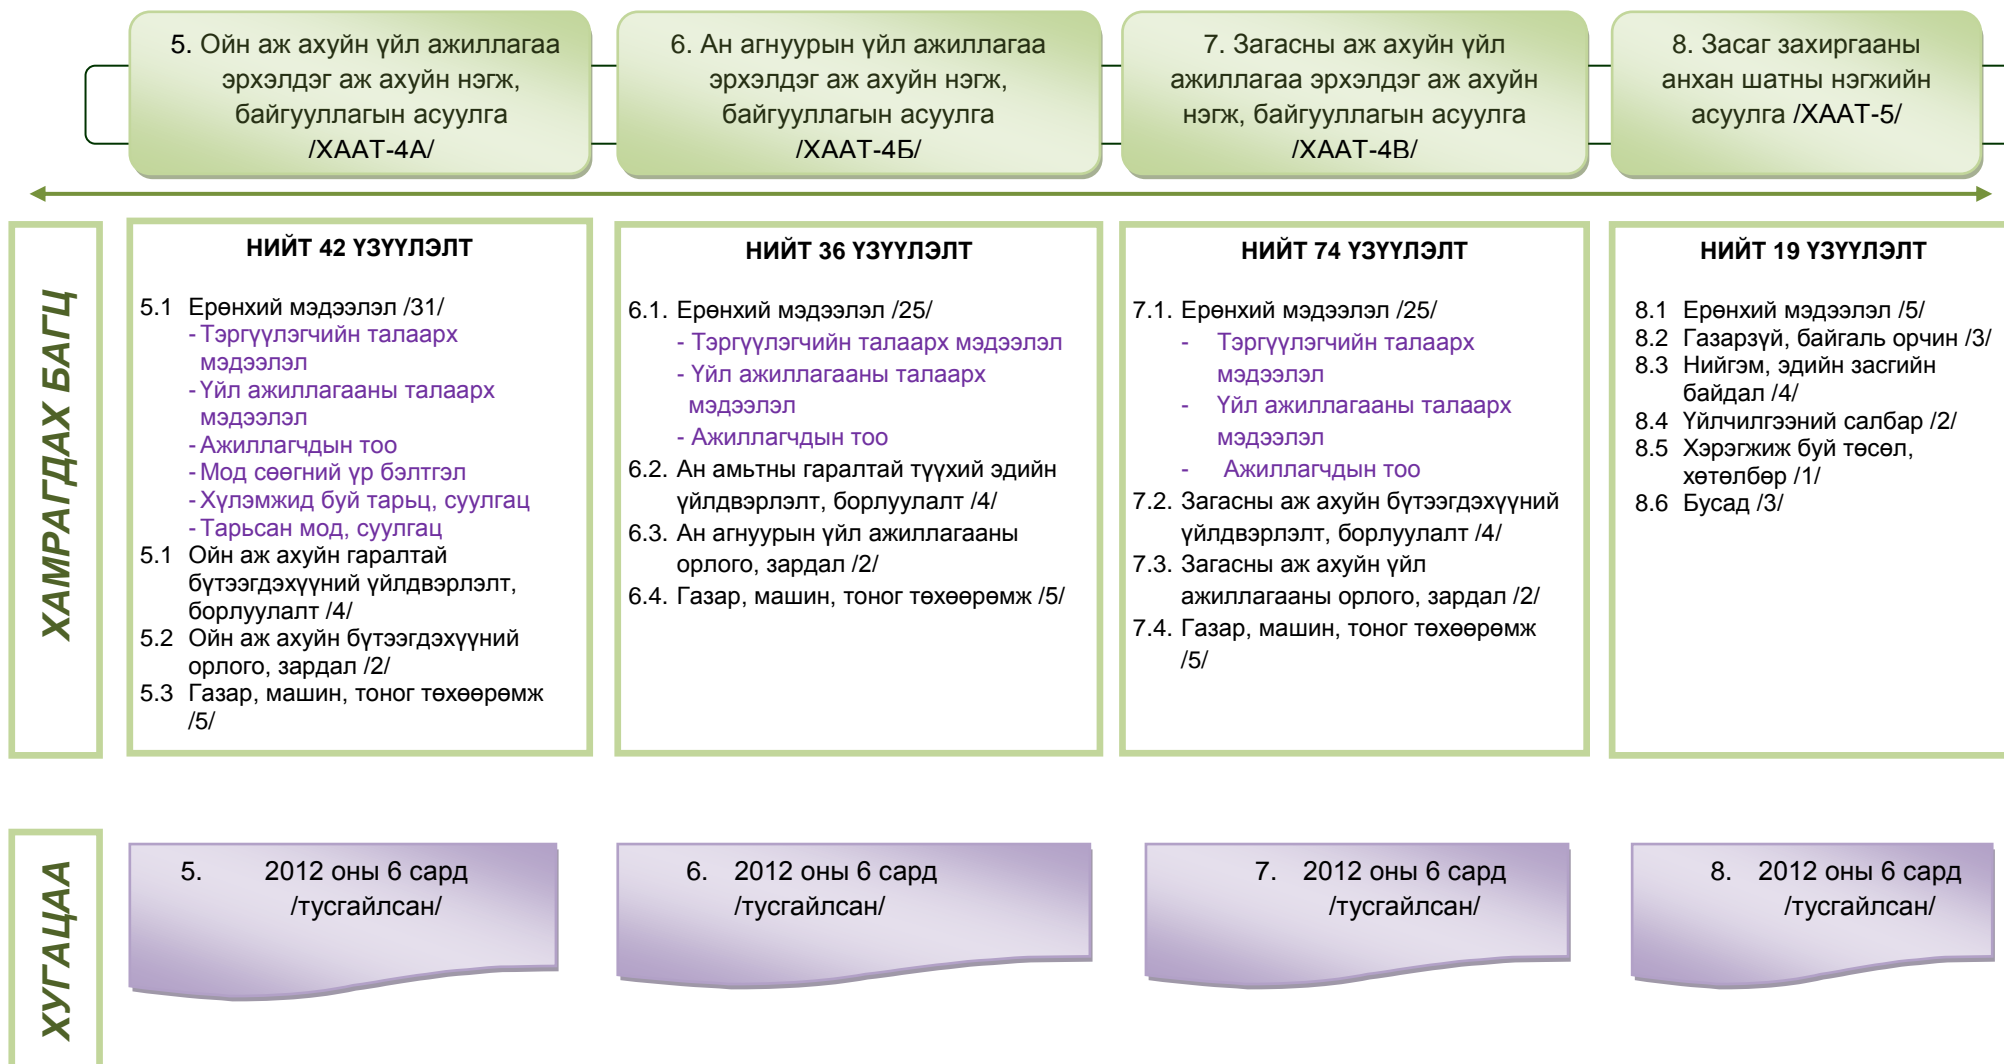 5. Ойн аж ахуйн үйл ажиллагаа
эрхэлдэг аж ахуйн нэгж,
байгууллагын асуулга
/ХААТ-4А/
6. Ан агнуурын үйл ажиллагаа
эрхэлдэг аж ахуйн нэгж,
байгууллагын асуулга
/ХААТ-4Б/
7. Загасны аж ахуйн үйл
ажиллагаа эрхэлдэг аж ахуйн
нэгж, байгууллагын асуулга
/ХААТ-4В/
8. Засаг захиргааны
анхан шатны нэгжийн
асуулга /ХААТ-5/
ХАМРАГДАХ БАГЦ
НИЙТ 42 ҮЗҮҮЛЭЛТ
5.1 Ерөнхий мэдээлэл /31/
- Тэргүүлэгчийн талаарх
мэдээлэл
- Үйл ажиллагааны талаарх
мэдээлэл
- Ажиллагчдын тоо
- Мод сөөгний үр бэлтгэл
- Хүлэмжид буй тарьц, суулгац
- Тарьсан мод, суулгац
5.1 Ойн аж ахуйн гаралтай
бүтээгдэхүүний үйлдвэрлэлт,
борлуулалт /4/
5.2 Ойн аж ахуйн бүтээгдэхүүний
орлого, зардал /2/
5.3 Газар, машин, тоног төхөөрөмж
/5/
НИЙТ 36 ҮЗҮҮЛЭЛТ
6.1. Ерөнхий мэдээлэл /25/
- Тэргүүлэгчийн талаарх мэдээлэл
- Үйл ажиллагааны талаарх
мэдээлэл
- Ажиллагчдын тоо
6.2. Ан амьтны гаралтай түүхий эдийн
үйлдвэрлэлт, борлуулалт /4/
6.3. Ан агнуурын үйл ажиллагааны
орлого, зардал /2/
6.4. Газар, машин, тоног төхөөрөмж /5/
НИЙТ 74 ҮЗҮҮЛЭЛТ
7.1. Ерөнхий мэдээлэл /25/
- Тэргүүлэгчийн талаарх
мэдээлэл
- Үйл ажиллагааны талаарх
мэдээлэл
- Ажиллагчдын тоо
7.2. Загасны аж ахуйн бүтээгдэхүүний
үйлдвэрлэлт, борлуулалт /4/
7.3. Загасны аж ахуйн үйл
ажиллагааны орлого, зардал /2/
7.4. Газар, машин, тоног төхөөрөмж
/5/
НИЙТ 19 ҮЗҮҮЛЭЛТ
8.1 Ерөнхий мэдээлэл /5/
8.2 Газарзүй, байгаль орчин /3/
8.3 Нийгэм, эдийн засгийн
байдал /4/
8.4 Үйлчилгээний салбар /2/
8.5 Хэрэгжиж буй төсөл,
хөтөлбөр /1/
8.6 Бусад /3/
ХУГАЦАА
5. 2012 оны 6 сард
/тусгайлсан/
6. 2012 оны 6 сард
/тусгайлсан/
7. 2012 оны 6 сард
/тусгайлсан/
8. 2012 оны 6 сард
/тусгайлсан/